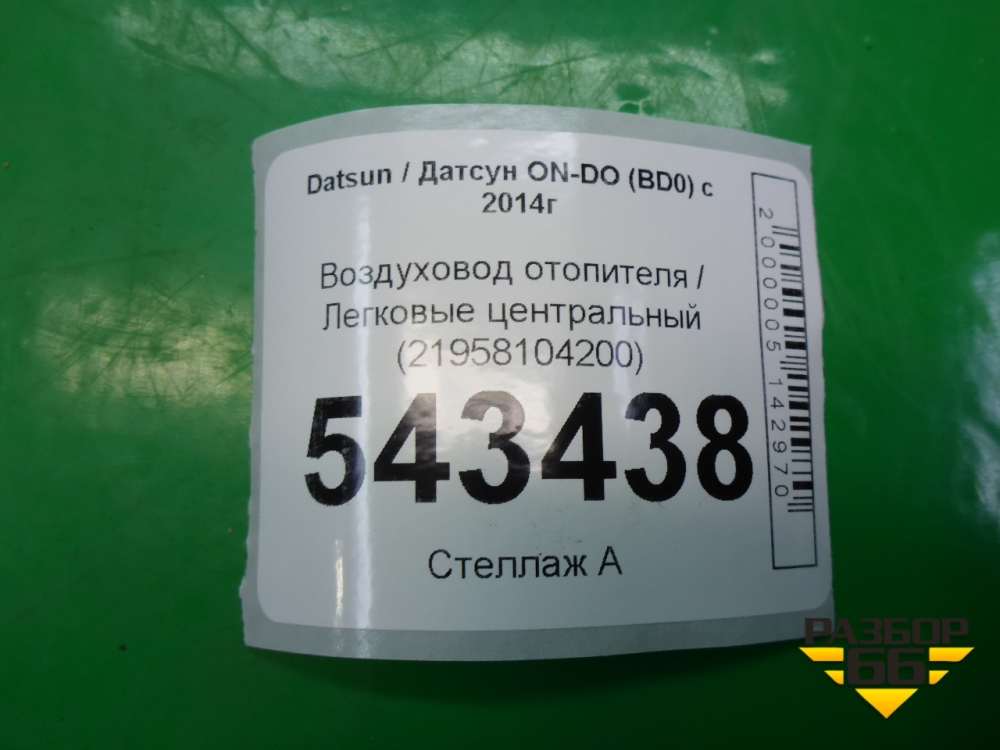 Datsun / Датсун ON-DO (BD0) с
2014г
Воздуховод отопителя /
Легковые центральный
(21958104200)
543438
Стеллаж А
2000005142970
РАЗБОР
66